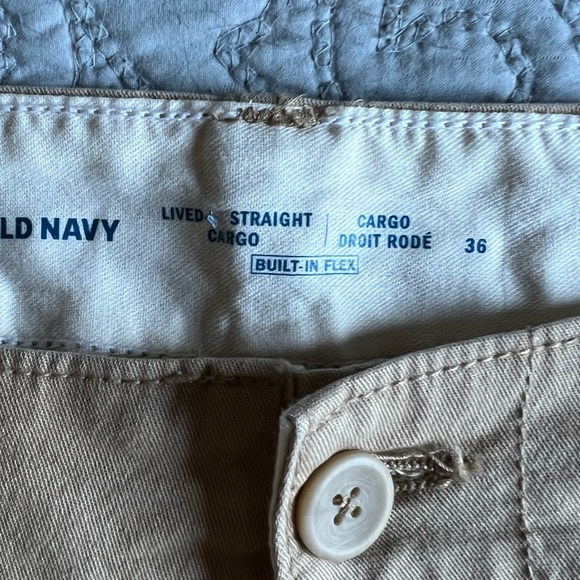 LD NAVY
LIVED STRAIGHT
CARGO
CARGO
DROIT RODÉ
36
BUILT-IN FLEX